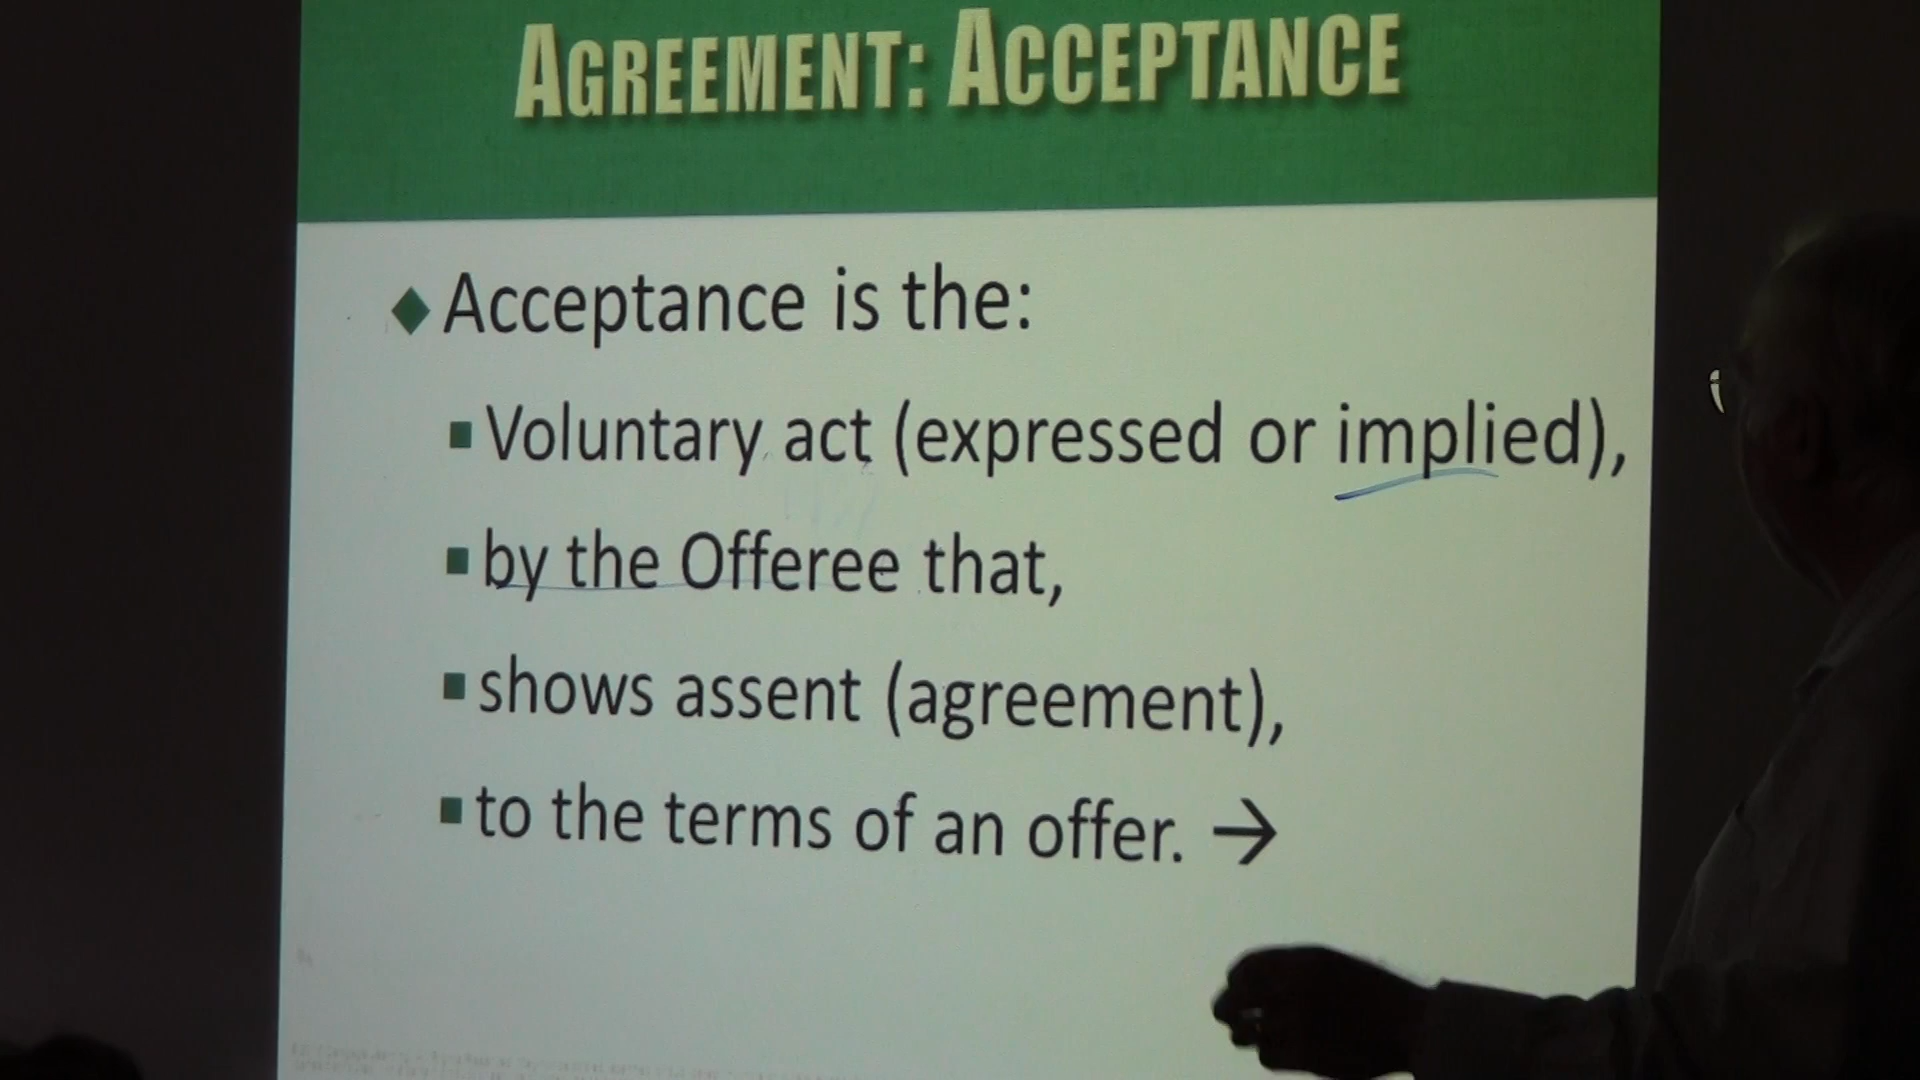 AGREEMENT: ACCEPTANCE
Acceptance is the:
Voluntary act (expressed or implied),
by the Offeree that,
shows assent (agreement),
to the terms of an offer. →